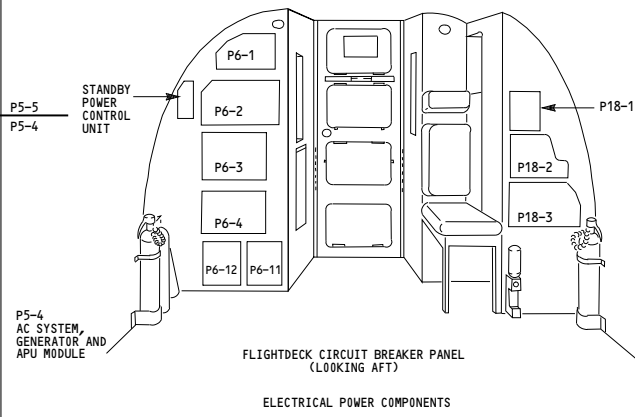 P6-1
STANDBY
POWER
CONTROL
UNIT
P5-5
P5-4
P6-2
P18-1
P6-3
P18-2
P6-4
P18-3
P6-12
P6-11
P5-4
AC SYSTEM,
GENERATOR AND
APU MODULE
FLIGHTDECK CIRCUIT BREAKER PANEL
(LOOKING AFT)
ELECTRICAL POWER COMPONENTS